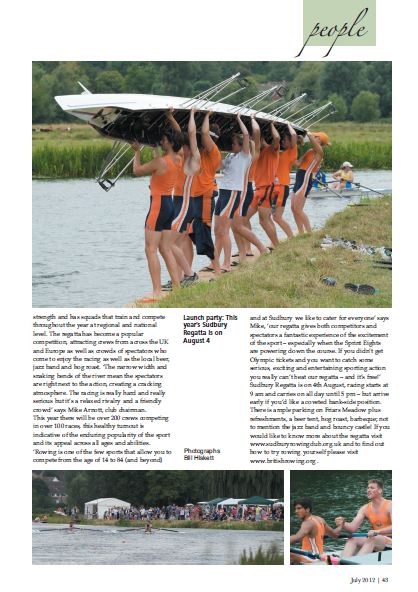 people
strength and has squads that train and compete
throughout the year at regional and national
level. The regatta has become a popular
competition, attracting crews from across the UK
and Europe as well as crowds of spectators who
come to enjoy the racing as well as the local beer,
jazz band and hog roast. 'The narrow width and
snaking bends of the river mean the spectators
are right next to the action, creating a cracking
atmosphere. The racing is really hard and really
serious but it's a relaxed rivalry and a friendly
crowd' says Mike Arnott, club chairman.
This year there will be over 200 crews competing
in over 100 races, this healthy turnout is
indicative of the enduring popularity of the sport
and its appeal across all ages and abilities.
'Rowing is one of few sports that allow you to
compete from the age of 14 to 84 (and beyond)
Launch party: This
year's Sudbury
Regatta is on
August 4
Photographs
Bill Hiskett
and at Sudbury we like to cater for everyone' says
Mike, 'our regatta gives both competitors and
spectators a fantastic experience of the excitement
of the sport – especially when the Sprint Eights
are powering down the course. If you didn't get
Olympic tickets and you want to catch some
serious, exciting and entertaining sporting action
you really can't beat our regatta – and it's free!'
Sudbury Regatta is on 4th August, racing starts at
9 am and carries on all day until 5 pm – but arrive
early if you'd like a coveted bank-side position.
There is ample parking on Friars Meadow plus
refreshments, a beer tent, hog roast, barbeque; not
to mention the jazz band and bouncy castle! If you
would like to know more about the regatta visit
www.sudburyrowingclub.org.uk and to find out
how to try rowing yourself please visit
www.britishrowing.org .
July 2012 | 43